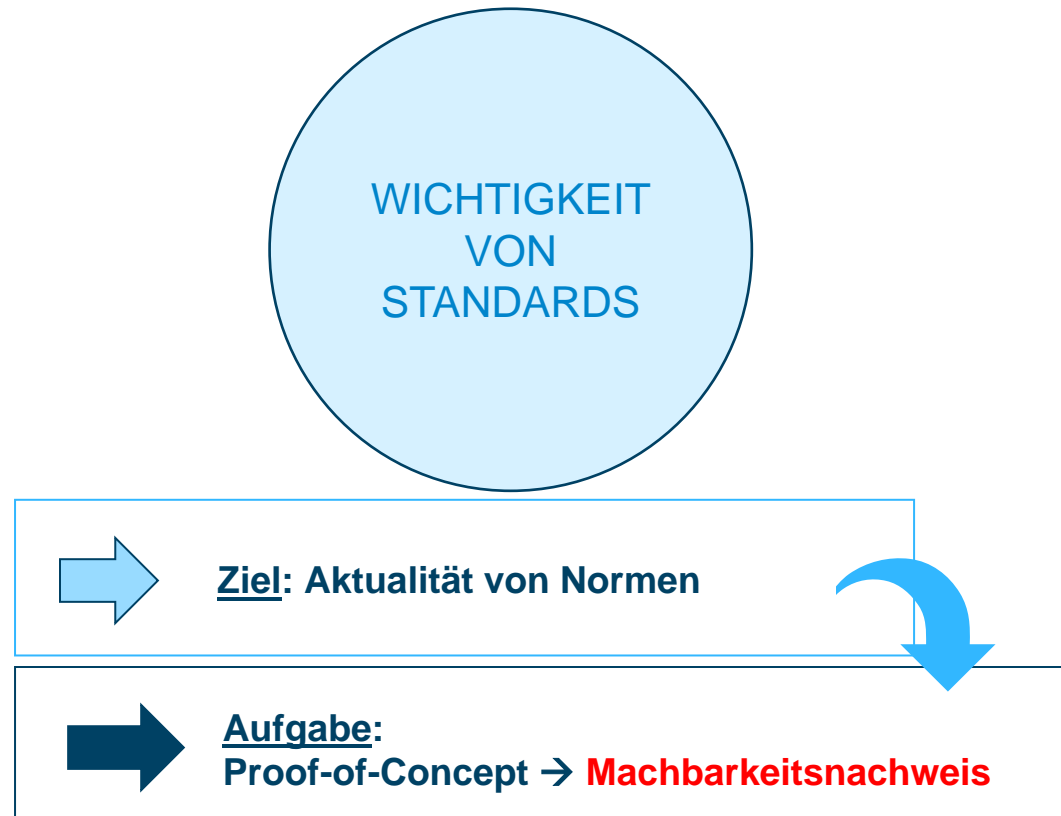 WICHTIGKEIT
VON
STANDARDS
Ziel: Aktualität von Normen
Aufgabe:
Proof-of-Concept → Machbarkeitsnachweis